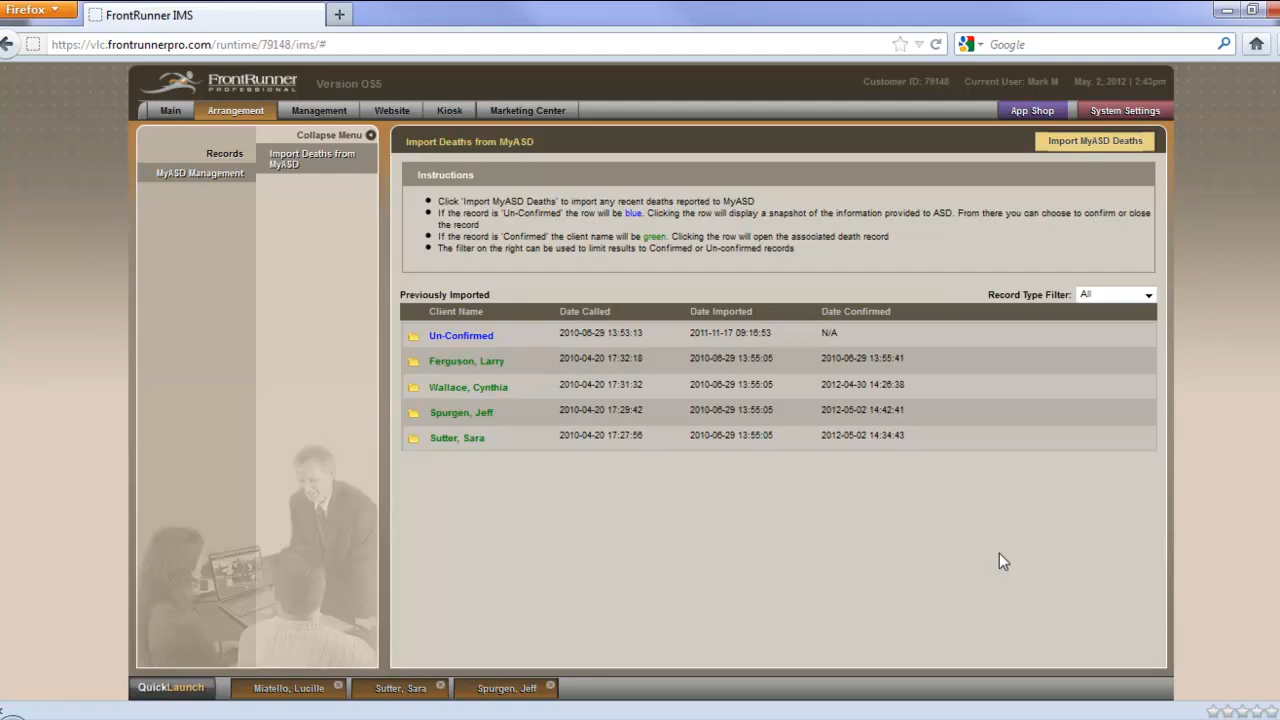 Firefox
FrontRunner IMS
https://vlc.frontrunnerpro.com/runtime/79148/ims/#
Google
FrontRunner
PROFESSIONAL
Version OS5
Customer ID: 79148 Current User: Mark M May. 2, 2012 | 2:43pm
Main Arrangement Management Website Kiosk Marketing Center App Shop System Settings
Collapse Menu
Records
MyASD Management
Import Deaths from
MyASD
Import Deaths from MyASD
Import MyASD Deaths
Instructions
Click 'Import MyASD Deaths' to import any recent deaths reported to MyASD
If the record is 'Un-Confirmed' the row will be blue. Clicking the row will display a snapshot of the information provided to ASD. From there you can choose to confirm or close
the record
If the record is 'Confirmed' the client name will be green. Clicking the row will open the associated death record
The filter on the right can be used to limit results to Confirmed or Un-confirmed records
Previously Imported
Record Type Filter: All
Client Name Date Called Date Imported Date Confirmed
Un-Confirmed 2010-06-29 13:53:13 2011-11-17 09:16:53 N/A
Ferguson, Larry 2010-04-20 17:32:18 2010-06-29 13:55:05 2010-06-29 13:55:41
Wallace, Cynthia 2010-04-20 17:31:32 2010-06-29 13:55:05 2012-04-30 14:26:38
Spurgen, Jeff 2010-04-20 17:29:42 2010-06-29 13:55:05 2012-05-02 14:42:41
Sutter, Sara 2010-04-20 17:27:56 2010-06-29 13:55:05 2012-05-02 14:34:43
QuickLaunch Miatello, Lucille Sutter, Sara Spurgen, Jeff